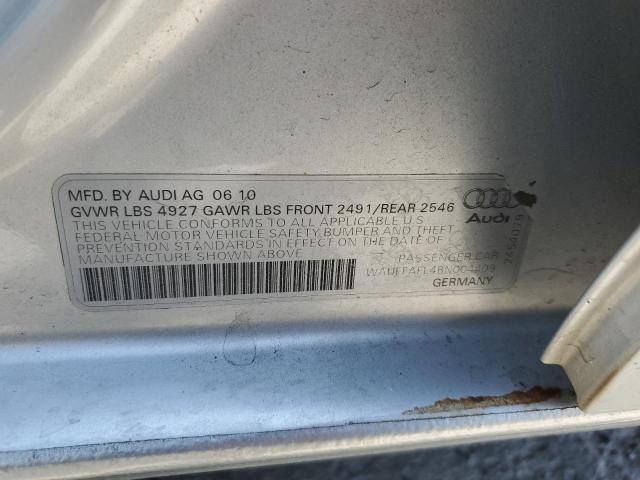 MFD. BY AUDI AG 06 10
GVWR LBS 4927 GAWR LBS FRONT 2491/REAR 2546
THIS VEHICLE CONFORMS TO ALL APPLICABLE U S
FEDERAL MOTOR VEHICLE SAFETY,BUMPER AND THEFT
PREVENTION STANDARDS IN EFFECT ON THE DATE OF
MANUFACTURE SHOWN ABOVE
PASSENGER CAR
GERMANY
Audi